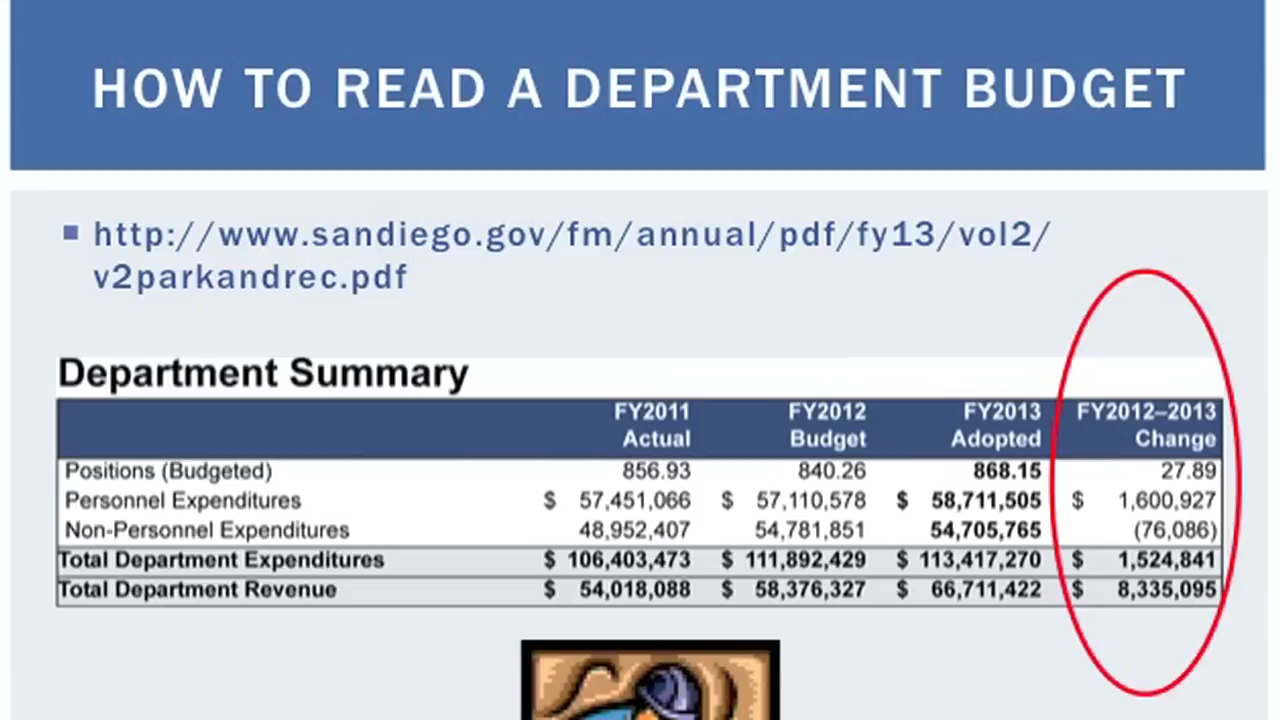 HOW TO READ A DEPARTMENT BUDGET
http://www.sandiego.gov/fm/annual/pdf/fy13/vol2/
v2parkandrec.pdf
Department Summary
FY2011 FY2012 FY2013 FY2012–2013
Actual Budget Adopted Change
Positions (Budgeted) 856.93 840.26 868.15 27.89
Personnel Expenditures $ 57,451,066 $ 57,110,578 $ 58,711,505 $ 1,600,927
Non-Personnel Expenditures 48,952,407 54,781,851 54,705,765 (76,086)
Total Department Expenditures $ 106,403,473 $ 111,892,429 $ 113,417,270 $ 1,524,841
Total Department Revenue $ 54,018,088 $ 58,376,327 $ 66,711,422 $ 8,335,095